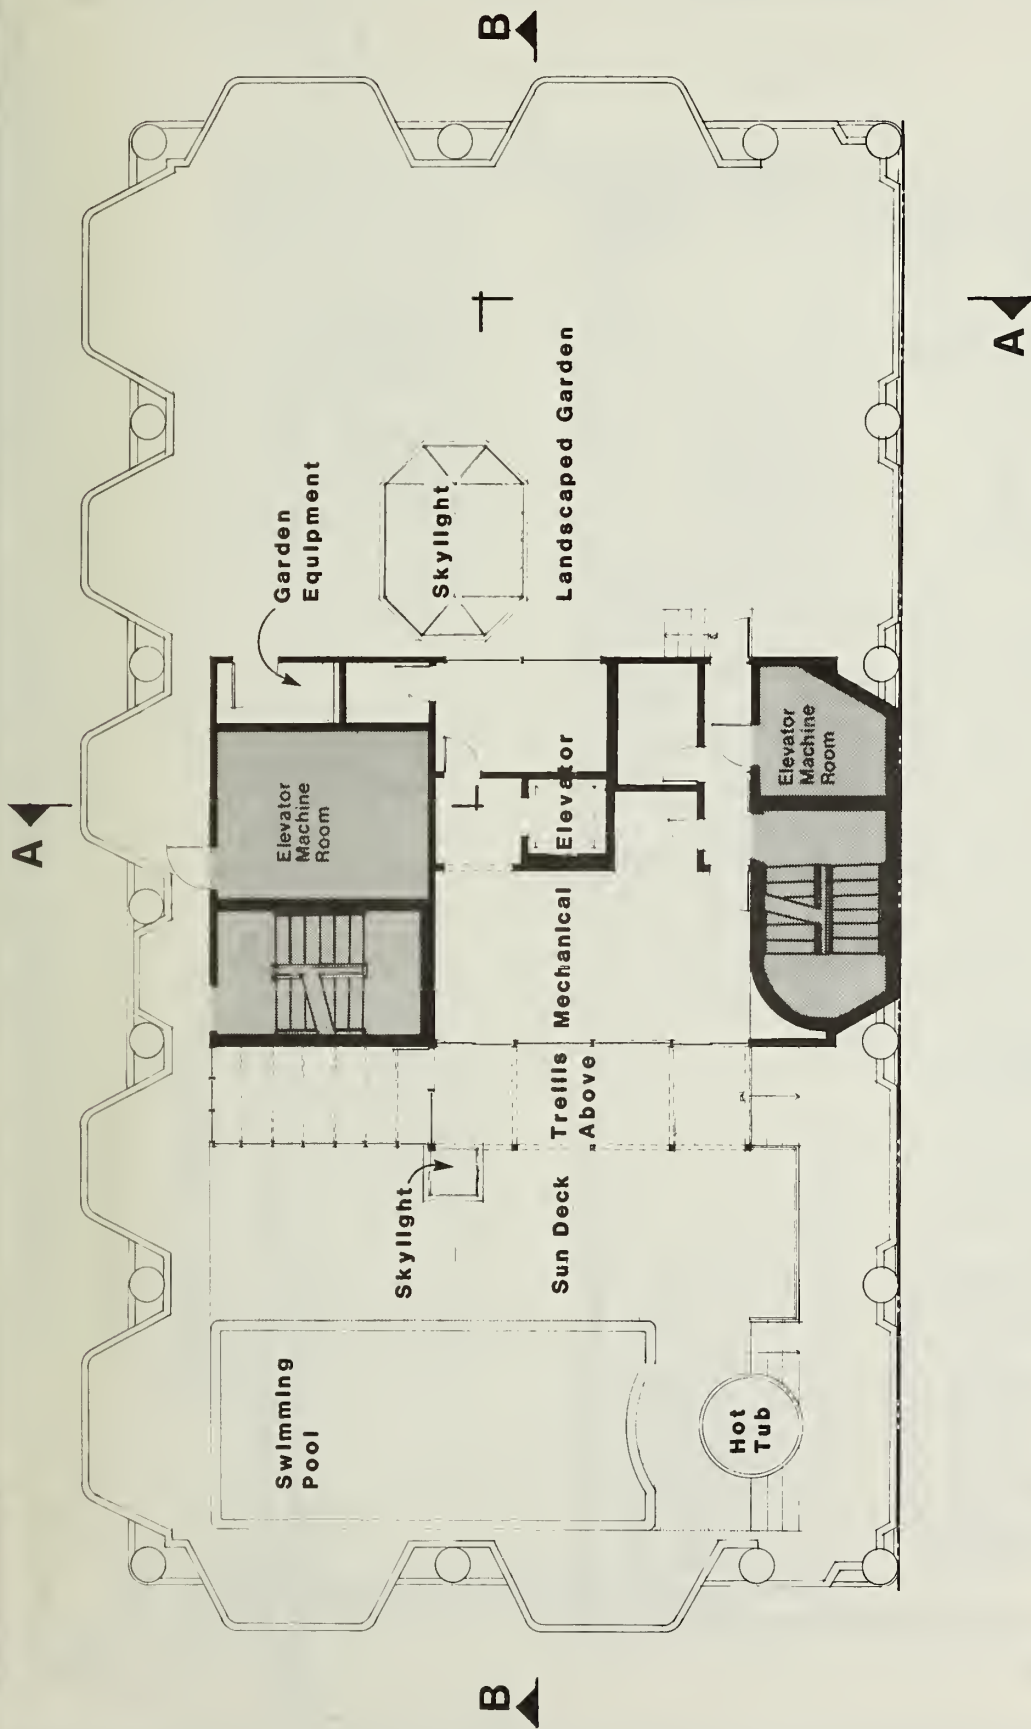 B
A
A
B
Garden
Equipment
Skylight
Landscaped Garden
Elevator
Machine
Room
Elevator
Elevator
Machine
Room
Mechanical
Trellis
Above
Skylight
Sun Deck
Swimming
Pool
Hot
Tub